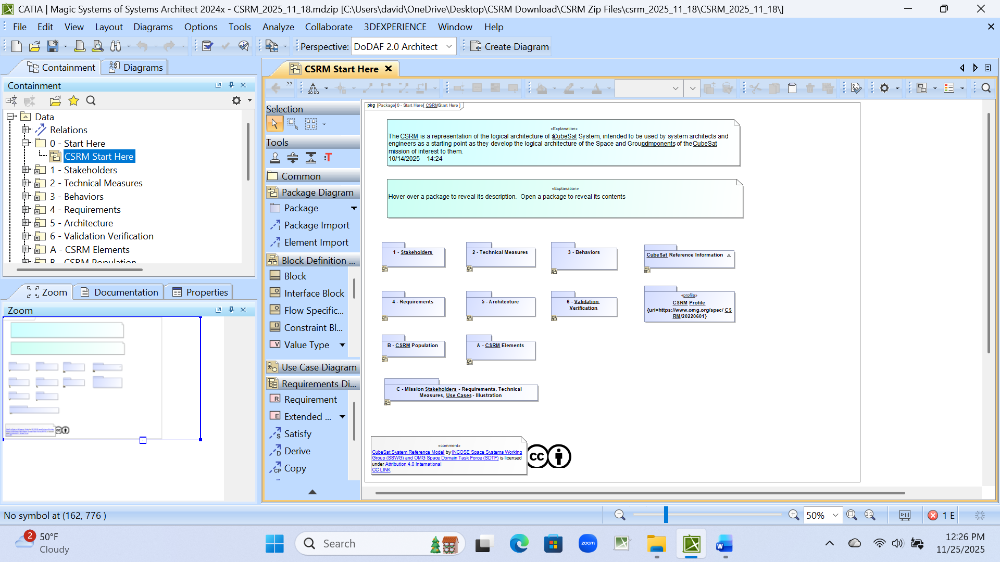 CATIA | Magic Systems of Systems Architect 2024x - CSRM_2025_11_18.mdzip [C:\Users\david\OneDrive\Desktop\CSRM Download\CSRM Zip Files\csrm_2025_11_18\CSRM_2025_11_18\]
File Edit View Layout Diagrams Options Tools Analyze Collaborate 3DEXPERIENCE Window Help
Perspective: DoDAF 2.0 Architect Create Diagram
Containment Diagrams
Containment
Data
Relations
0 - Start Here
CSRM Start Here
1 - Stakeholders
2 - Technical Measures
3 - Behaviors
4 - Requirements
5 - Architecture
6 - Validation Verification
A - CSRM Elements
B - CSRM Population
Zoom Documentation Properties
Zoom
CSRM Start Here
Selection
Tools
Common
Package Diagram
Package
Package Import
Element Import
Block Definition ...
Block
Interface Block
Flow Specific...
Constraint Bl...
Value Type
Use Case Diagram
Requirements Di...
Requirement
Extended ...
Satisfy
Derive
Copy
pkg [Package] 0 - Start Here[ CSRMStart Here ]
«Explanation»
The CSRM is a representation of the logical architecture of a CubeSat System, intended to be used by system architects and
engineers as a starting point as they develop the logical architecture of the Space and Ground components of the CubeSat
mission of interest to them.
10/14/2025 14:24
«Explanation»
Hover over a package to reveal its description. Open a package to reveal its contents
1 - Stakeholders
2 - Technical Measures
3 - Behaviors
CubeSat Reference Information
4 - Requirements
5 - Architecture
6 - Validation
Verification
«profile»
CSRM Profile
{uri=https://www.omg.org/spec/ CS
RM/20220601}
B - CSRM Population
A - CSRM Elements
C - Mission Stakeholders - Requirements, Technical
Measures, Use Cases - Illustration
«comment»
CubeSat System Reference Model by INCOSE Space Systems Working
Group (SSWG) and OMG Space Domain Task Force (SDTF) is licensed
under Attribution 4.0 International
CC LINK
cc
No symbol at (162, 776 )
50%
1:1
1 E
2
50°F
Cloudy
Search
zoom
12:26 PM
11/25/2025